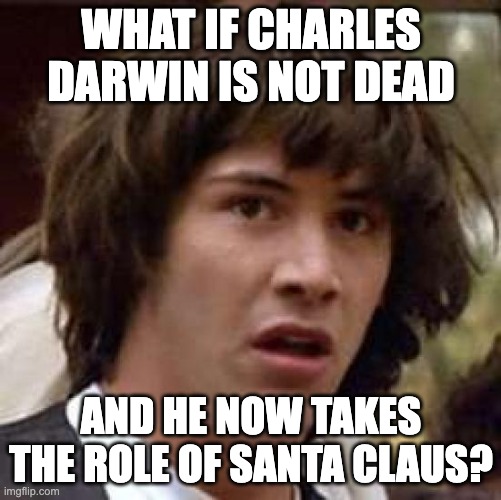 WHAT IF CHARLES
DARWIN IS NOT DEAD
AND HE NOW TAKES
THE ROLE OF SANTA CLAUS?
imgflip.com